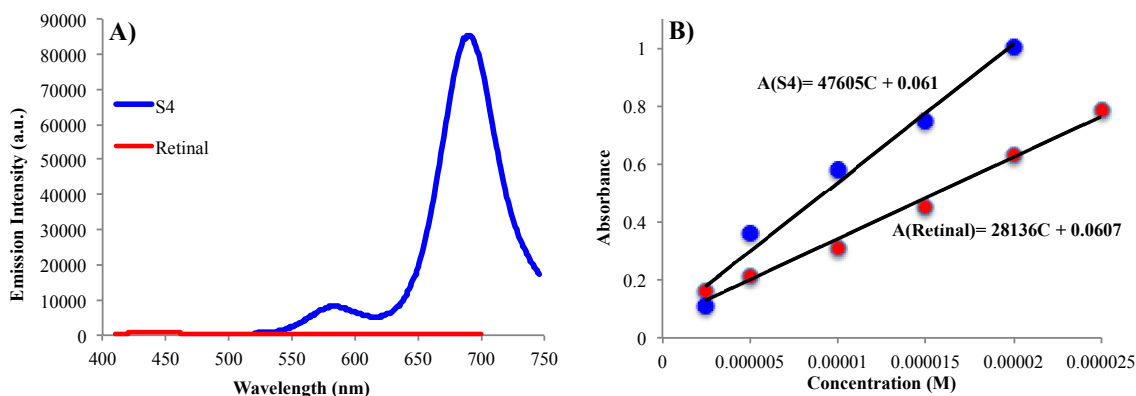 A)
90000
80000
70000
60000
50000
40000
30000
20000
10000
0
Emission Intensity (a.u.)
S4
Retinal
400 450 500 550 600 650 700 750
Wavelength (nm)
B)
1
0.8
0.6
0.4
0.2
0
Absorbance
A(S4)= 47605C + 0.061
A(Retinal)= 28136C + 0.0607
0 0.000005 0.00001 0.000015 0.00002 0.000025
Concentration (M)